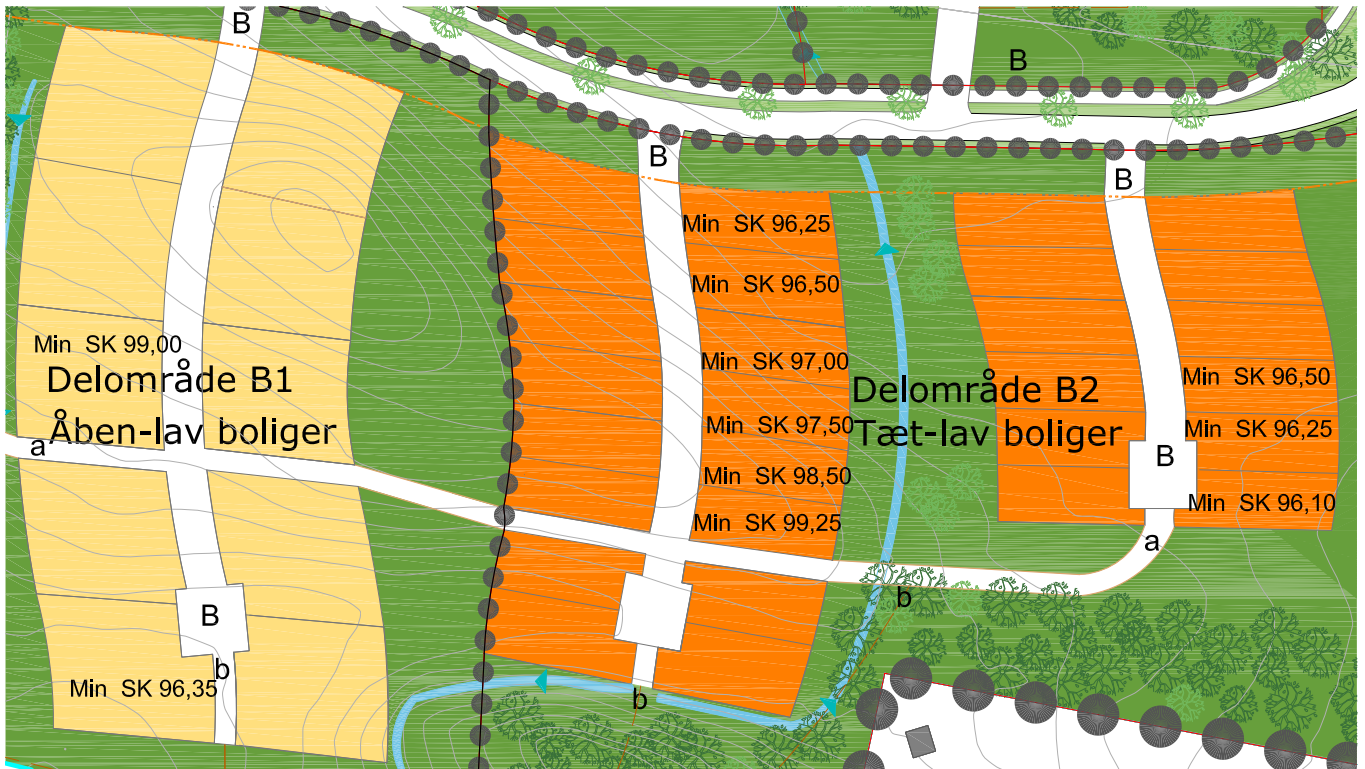 B
B
B
B
Min SK 96,25
Min SK 96,50
Min SK 99,00
Min SK 97,00
Delområde B1
Åben-lav boliger
Delområde B2
Tæt-lav boliger
Min SK 96,50
Min SK 97,50
Min SK 96,25
a
B
Min SK 98,50
Min SK 96,10
Min SK 99,25
a
b
B
b
Min SK 96,35
b